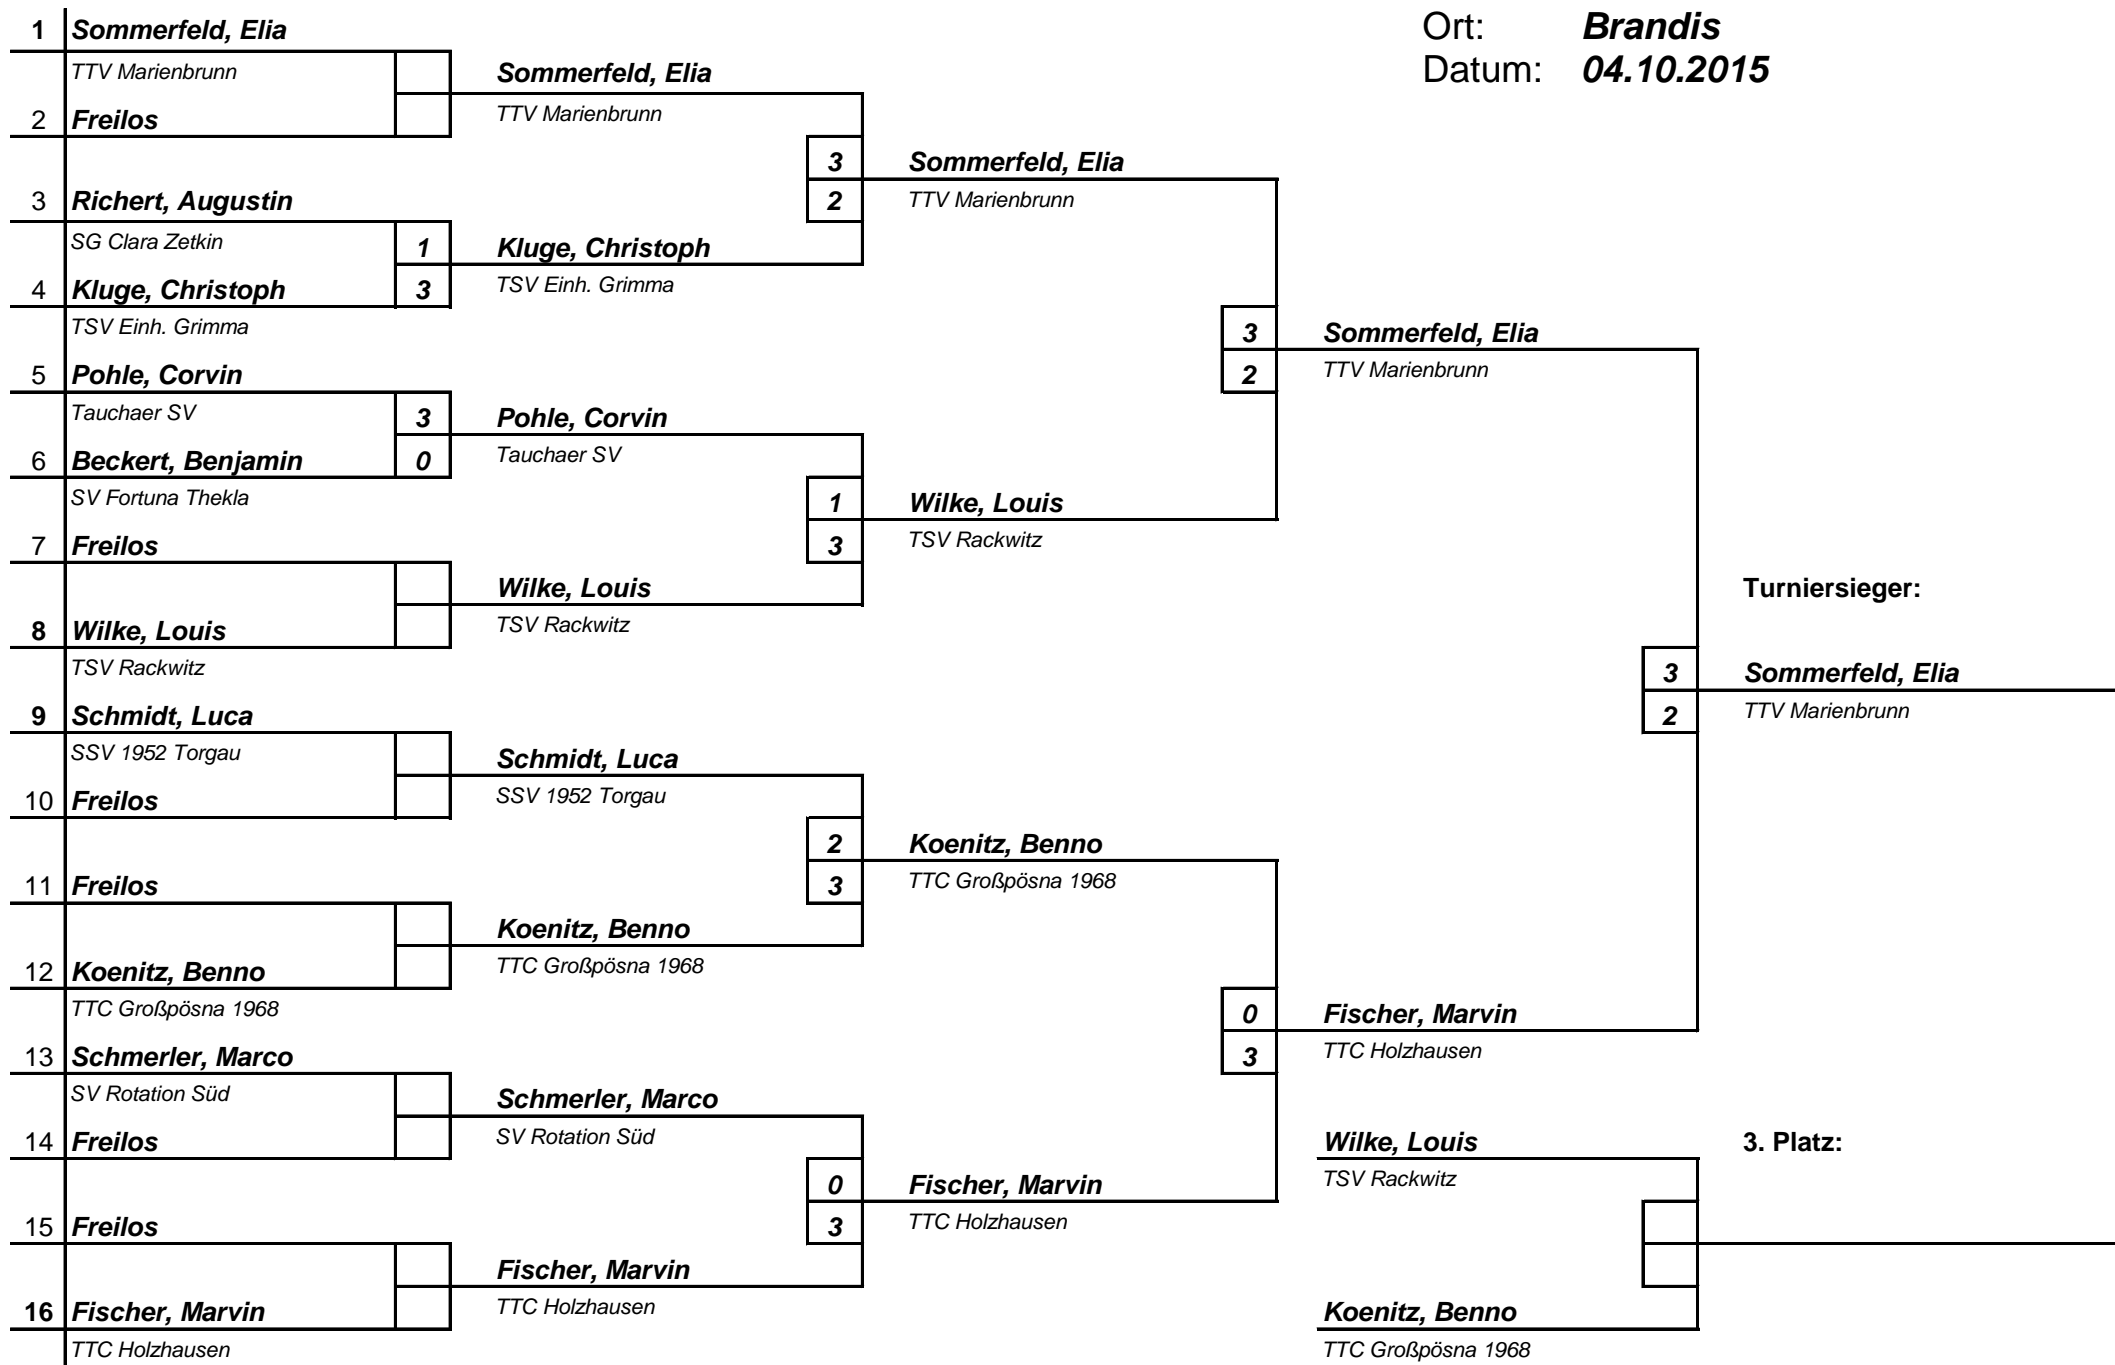 Ort: Brandis
Datum: 04.10.2015
1 Sommerfeld, Elia
TTV Marienbrunn
2 Freilos
3 Richert, Augustin
SG Clara Zetkin 1
4 Kluge, Christoph 3
TSV Einh. Grimma
5 Pohle, Corvin
Tauchaer SV 3
6 Beckert, Benjamin 0
SV Fortuna Thekla
7 Freilos
8 Wilke, Louis
TSV Rackwitz
9 Schmidt, Luca
SSV 1952 Torgau
10 Freilos
11 Freilos
12 Koenitz, Benno
TTC Großpösna 1968
13 Schmerler, Marco
SV Rotation Süd
14 Freilos
15 Freilos
16 Fischer, Marvin
TTC Holzhausen
Sommerfeld, Elia
TTV Marienbrunn
3
2
Kluge, Christoph
TSV Einh. Grimma
Pohle, Corvin
Tauchaer SV
1
3
Wilke, Louis
TSV Rackwitz
Schmidt, Luca
SSV 1952 Torgau
2
3
Koenitz, Benno
TTC Großpösna 1968
Schmerler, Marco
SV Rotation Süd
0
3
Fischer, Marvin
TTC Holzhausen
Sommerfeld, Elia
TTV Marienbrunn
3
2
Wilke, Louis
TSV Rackwitz
Koenitz, Benno
TTC Großpösna 1968
0
3
Fischer, Marvin
TTC Holzhausen
Sommerfeld, Elia
TTV Marienbrunn
3
2
Fischer, Marvin
TTC Holzhausen
Turniersieger:
Sommerfeld, Elia
TTV Marienbrunn
Wilke, Louis
TSV Rackwitz
3. Platz:
Koenitz, Benno
TTC Großpösna 1968